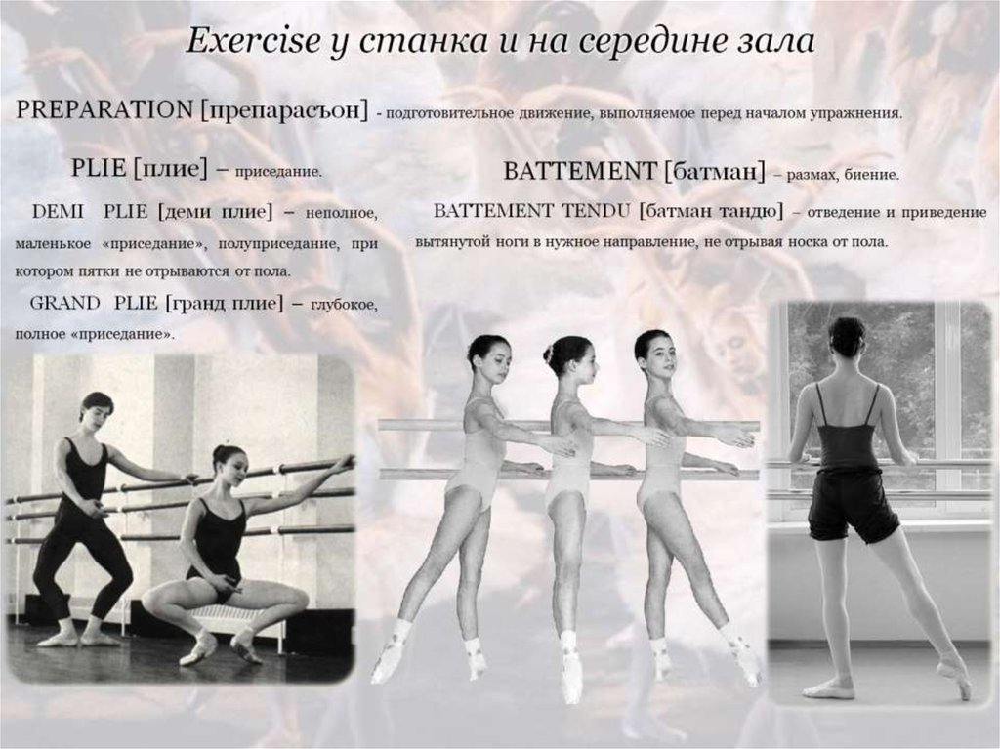 Exercise у станка и на середине зала
PREPARATION [препарасъон] - подготовительное движение, выполняемое перед началом упражнения.
PLIE [плие] – приседание.
DEMI PLIE [деми плие] – неполное,
маленькое «приседание», полуприседание, при
котором пятки не отрываются от пола.
GRAND PLIE [гранд плие] – глубокое,
полное «приседание».
BATTEMENT [батман] – размах, биение.
BATTEMENT TENDU [батман тандю] – отведение и приведение
вытянутой ноги в нужное направление, не отрывая носка от пола.